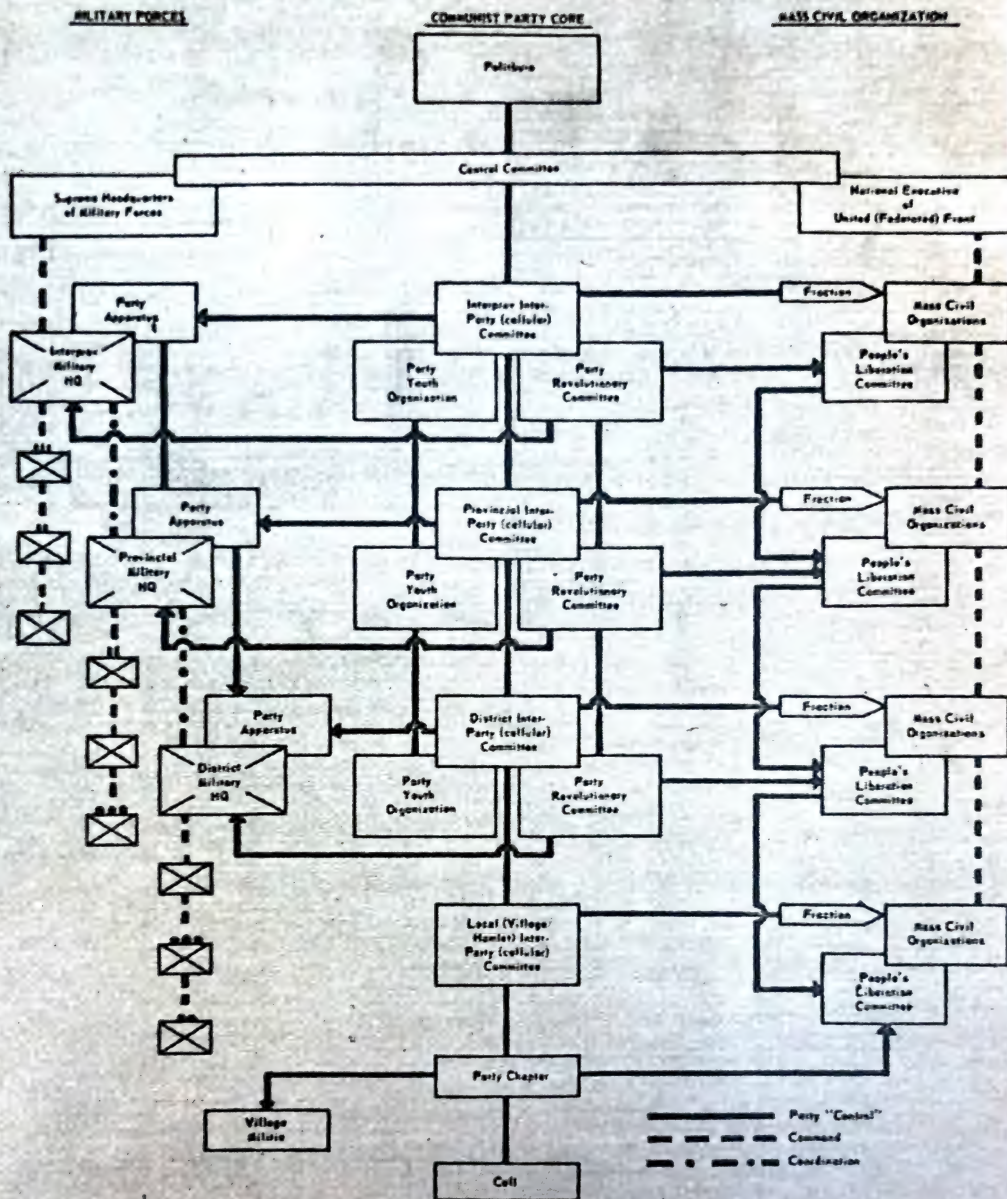 MILITARY FORCES
COMMUNIST PARTY CORE
MASS CIVIL ORGANIZATION
Politburo
Central Committee
Supreme Headquarters
of Military Forces
National Executive
of
United (Federated) Front
Party
Apparatus
Interprov Inter-
Party (cellular)
Committee
Fraction
Mass Civil
Organizations
Interprov
Military
HQ
Party
Youth
Organization
Party
Revolutionary
Committee
People's
Liberation
Committee
Party
Apparatus
Provincial Inter-
Party (cellular)
Committee
Fraction
Mass Civil
Organizations
Provincial
Military
HQ
Party
Youth
Organization
Party
Revolutionary
Committee
People's
Liberation
Committee
Party
Apparatus
District Inter-
Party (cellular)
Committee
Fraction
Mass Civil
Organizations
District
Military
HQ
Party
Youth
Organization
Party
Revolutionary
Committee
People's
Liberation
Committee
Local (Village/
Hamlet) Inter-
Party (cellular)
Committee
Fraction
Mass Civil
Organizations
People's
Liberation
Committee
Party Chapter
Village
Militia
Cell
Party "Control"
Command
Coordination